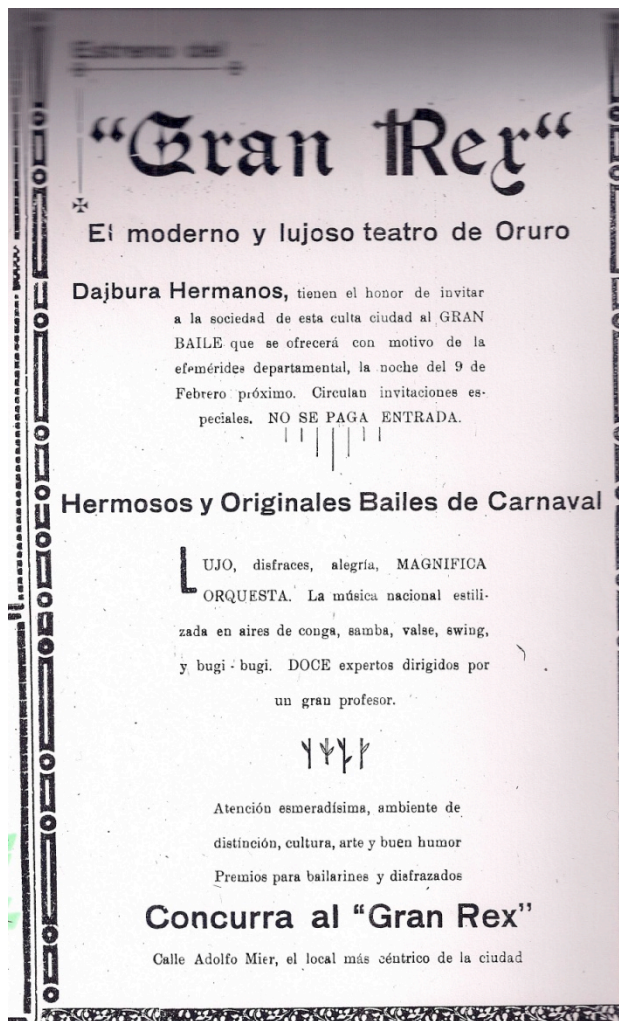 Estreno del
“Gran Rex“
El moderno y lujoso teatro de Oruro
Dajbura Hermanos, tienen el honor de invitar
a la sociedad de esta culta ciudad al GRAN
BAILE que se ofrecerá con motivo de la
efemérides departamental, la noche del 9 de
Febrero próximo. Circulan invitaciones es-
peciales. NO SE PAGA ENTRADA.
Hermosos y Originales Bailes de Carnaval
LUJO, disfraces, alegría, MAGNIFICA
ORQUESTA. La música nacional estili-
zada en aires de conga, samba, valse, swing,
y bugi - bugi. DOCE expertos dirigidos por
un gran profesor.
Atención esmeradísima, ambiente de
distinción, cultura, arte y buen humor
Premios para bailarines y disfrazados
Concurra al “Gran Rex”
Calle Adolfo Mier, el local más céntrico de la ciudad